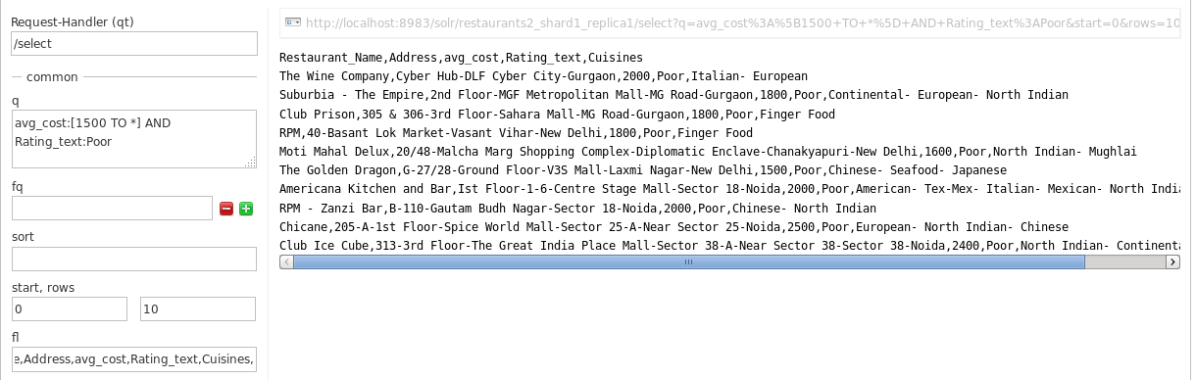 Request-Handler (qt)
/select
common
q
avg_cost:[1500 TO *] AND
Rating_text:Poor
fq
sort
start, rows
0
10
fl
e,Address,avg_cost,Rating_text,Cuisines,
http://localhost:8983/solr/restaurants2_shard1_replica1/select?q=avg_cost%3A%5B1500+TO+*%5D+AND+Rating_text%3APoor&start=0&rows=10
Restaurant_Name,Address,avg_cost,Rating_text,Cuisines
The Wine Company,Cyber Hub-DLF Cyber City-Gurgaon,2000,Poor,Italian- European
Suburbia - The Empire,2nd Floor-MGF Metropolitan Mall-MG Road-Gurgaon,1800,Poor,Continental- European- North Indian
Club Prison,305 & 306-3rd Floor-Sahara Mall-MG Road-Gurgaon,1800,Poor,Finger Food
RPM,40-Basant Lok Market-Vasant Vihar-New Delhi,1800,Poor,Finger Food
Moti Mahal Delux,20/48-Malcha Marg Shopping Complex-Diplomatic Enclave-Chanakyapuri-New Delhi,1600,Poor,North Indian- Mughlai
The Golden Dragon,G-27/28-Ground Floor-V3S Mall-Laxmi Nagar-New Delhi,1500,Poor,Chinese- Seafood- Japanese
Americana Kitchen and Bar,Ist Floor-1-6-Centre Stage Mall-Sector 18-Noida,2000,Poor,American- Tex-Mex- Italian- Mexican- North India
RPM - Zanzi Bar,B-110-Gautam Budh Nagar-Sector 18-Noida,2000,Poor,Chinese- North Indian
Chicane,205-A-1st Floor-Spice World Mall-Sector 25-A-Near Sector 25-Noida,2500,Poor,European- North Indian- Chinese
Club Ice Cube,313-3rd Floor-The Great India Place Mall-Sector 38-A-Near Sector 38-Sector 38-Noida,2400,Poor,North Indian- Continenta